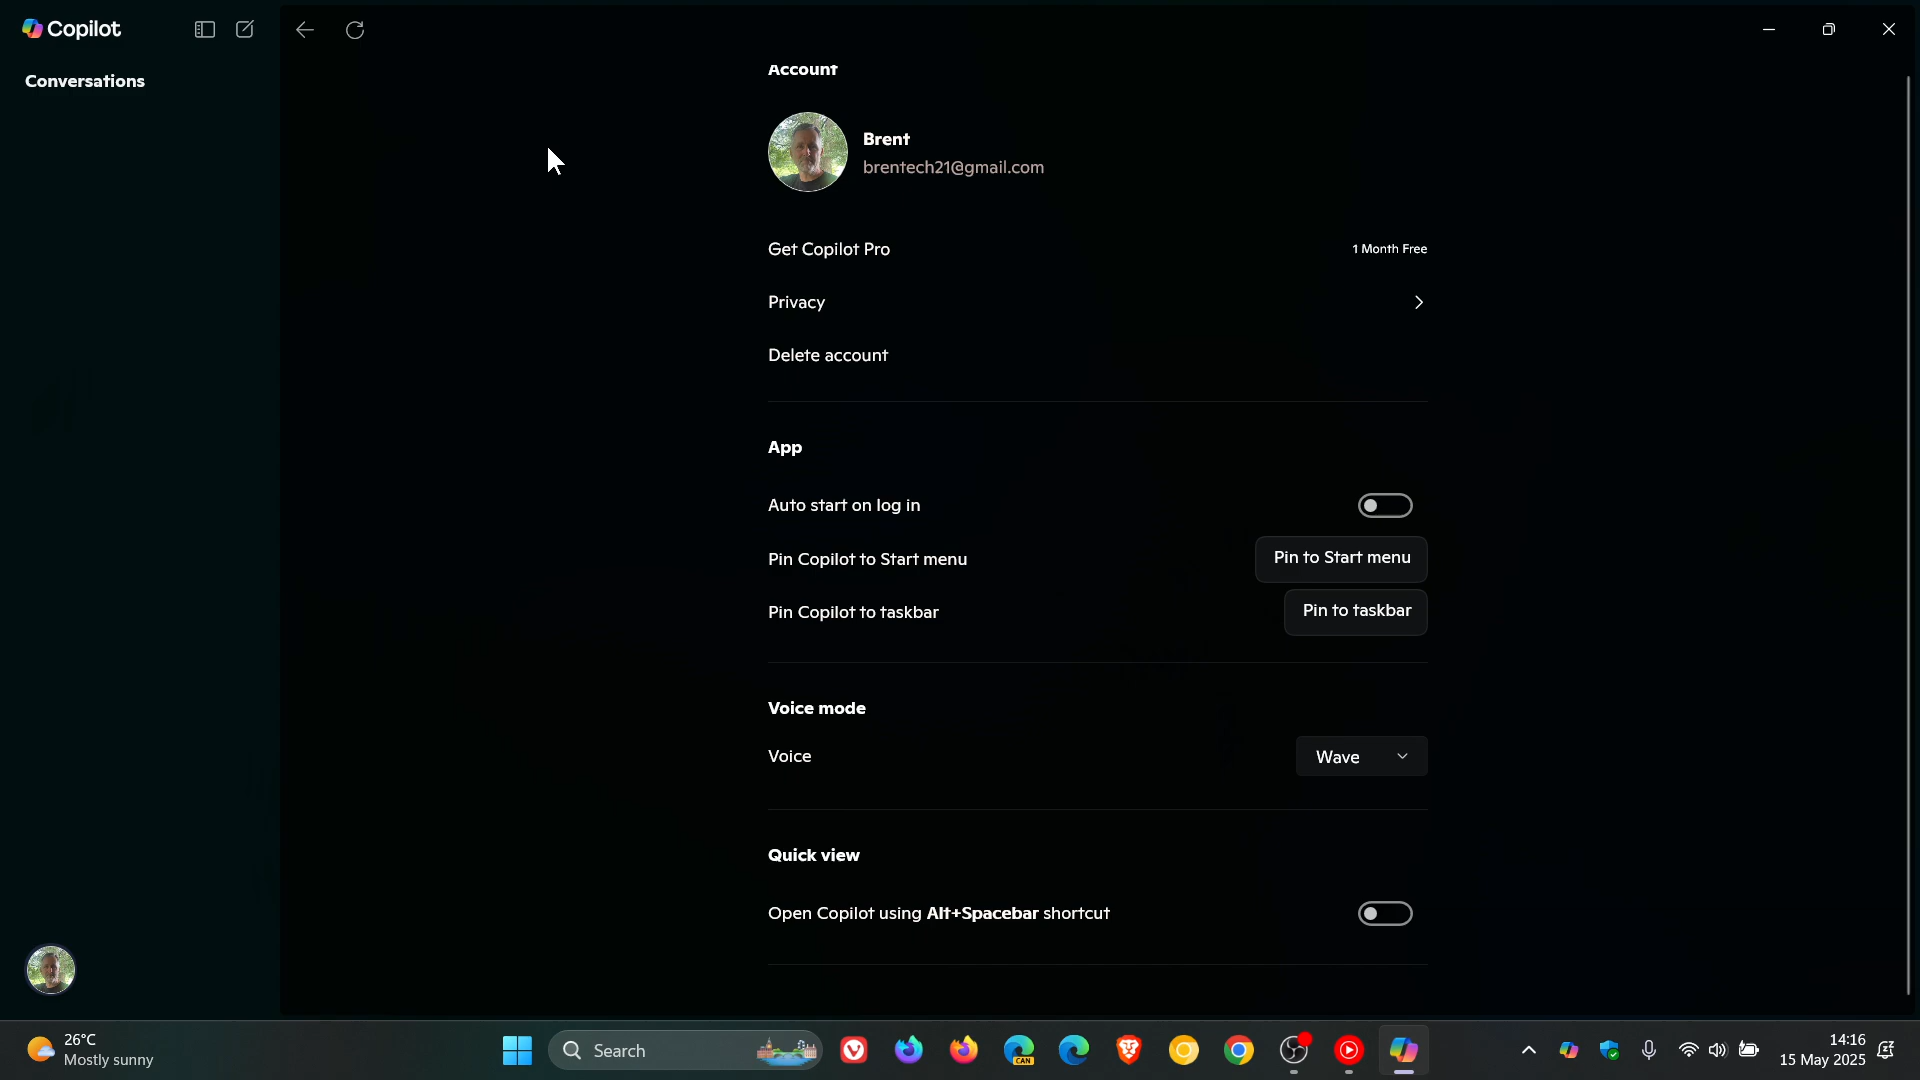 Copilot
Conversations
Account
Brent
brentech21@gmail.com
Get Copilot Pro
1 Month Free
Privacy
Delete account
App
Auto start on log in
Pin Copilot to Start menu
Pin to Start menu
Pin Copilot to taskbar
Pin to taskbar
Voice mode
Voice
Wave
Quick view
Open Copilot using Alt+Spacebar shortcut
26°C
Mostly sunny
Search
CAN
14:16
15 May 2025